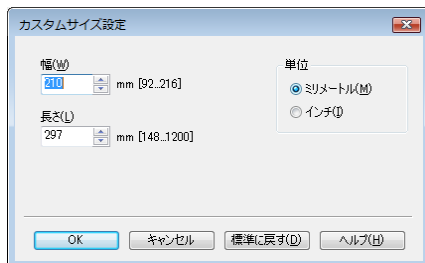 カスタムサイズ設定
幅(W)
210 mm [92...216]
長さ(L)
297 mm [148...1200]
単位
ミリメートル(M)
インチ(I)
OK キャンセル 標準に戻す(D) ヘルプ(H)